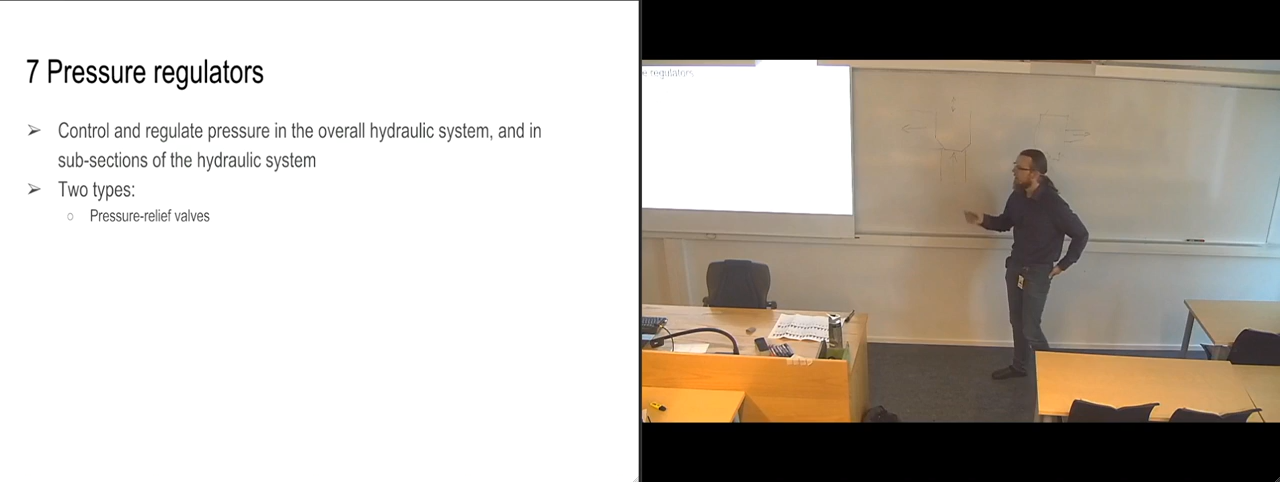 7 Pressure regulators
➢ Control and regulate pressure in the overall hydraulic system, and in
sub-sections of the hydraulic system
➢ Two types:
○ Pressure-relief valves
e regulators